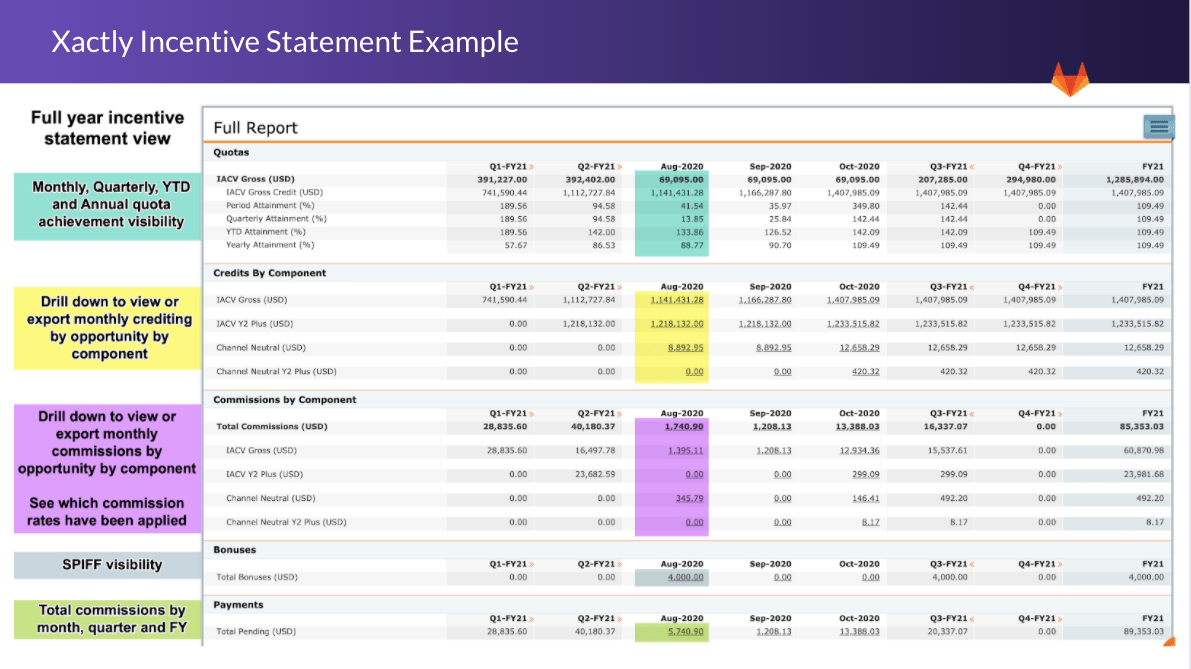 Xactly Incentive Statement Example
Full year incentive
statement view
Monthly, Quarterly, YTD
and Annual quota
achievement visibility
Drill down to view or
export monthly crediting
by opportunity by
component
Drill down to view or
export monthly
commissions by
opportunity by component
See which commission
rates have been applied
SPIFF visibility
Total commissions by
month, quarter and FY
Full Report
Quotas
Q1-FY21 » Q2-FY21 » Aug-2020 Sep-2020 Oct-2020 Q3-FY21 « Q4-FY21 » FY21
IACV Gross (USD) 391,227.00 392,402.00 69,095.00 69,095.00 69,095.00 207,285.00 294,980.00 1,285,894.00
IACV Gross Credit (USD) 741,590.44 1,112,727.84 1,141,431.28 1,166,287.80 1,407,985.09 1,407,985.09 1,407,985.09 1,407,985.09
Period Attainment (%) 189.56 94.58 41.54 35.97 349.80 142.44 0.00 109.49
Quarterly Attainment (%) 189.56 94.58 13.85 25.84 142.44 142.44 0.00 109.49
YTD Attainment (%) 189.56 142.00 133.86 126.52 142.09 142.09 109.49 109.49
Yearly Attainment (%) 57.67 86.53 88.77 90.70 109.49 109.49 109.49 109.49
Credits By Component
Q1-FY21 » Q2-FY21 » Aug-2020 Sep-2020 Oct-2020 Q3-FY21 « Q4-FY21 » FY21
IACV Gross (USD) 741,590.44 1,112,727.84 1,141,431.28 1,166,287.80 1,407,985.09 1,407,985.09 1,407,985.09 1,407,985.09
IACV Y2 Plus (USD) 0.00 1,218,132.00 1,218,132.00 1,218,132.00 1,233,515.82 1,233,515.82 1,233,515.82 1,233,515.82
Channel Neutral (USD) 0.00 0.00 8,892.95 8,892.95 12,658.29 12,658.29 12,658.29 12,658.29
Channel Neutral Y2 Plus (USD) 0.00 0.00 0.00 0.00 420.32 420.32 420.32 420.32
Commissions by Component
Q1-FY21 » Q2-FY21 » Aug-2020 Sep-2020 Oct-2020 Q3-FY21 « Q4-FY21 » FY21
Total Commissions (USD) 28,835.60 40,180.37 1,740.90 1,208.13 13,388.03 16,337.07 0.00 85,353.03
IACV Gross (USD) 28,835.60 16,497.78 1,395.11 1,208.13 12,934.36 15,537.61 0.00 60,870.98
IACV Y2 Plus (USD) 0.00 23,682.59 0.00 0.00 299.09 299.09 0.00 23,981.68
Channel Neutral (USD) 0.00 0.00 345.79 0.00 146.41 492.20 0.00 492.20
Channel Neutral Y2 Plus (USD) 0.00 0.00 0.00 0.00 8.17 8.17 0.00 8.17
Bonuses
Q1-FY21 » Q2-FY21 » Aug-2020 Sep-2020 Oct-2020 Q3-FY21 « Q4-FY21 » FY21
Total Bonuses (USD) 0.00 0.00 4,000.00 0.00 0.00 4,000.00 0.00 4,000.00
Payments
Q1-FY21 » Q2-FY21 » Aug-2020 Sep-2020 Oct-2020 Q3-FY21 « Q4-FY21 » FY21
Total Pending (USD) 28,835.60 40,180.37 5,740.90 1,208.13 13,388.03 20,337.07 0.00 89,353.03